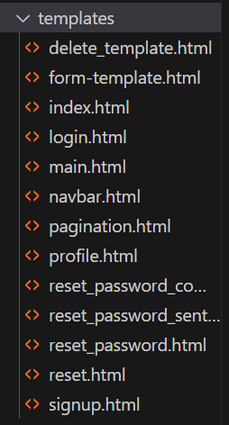 templates
delete_template.html
form-template.html
index.html
login.html
main.html
navbar.html
pagination.html
profile.html
reset_password_co...
reset_password_sent...
reset_password.html
reset.html
signup.html